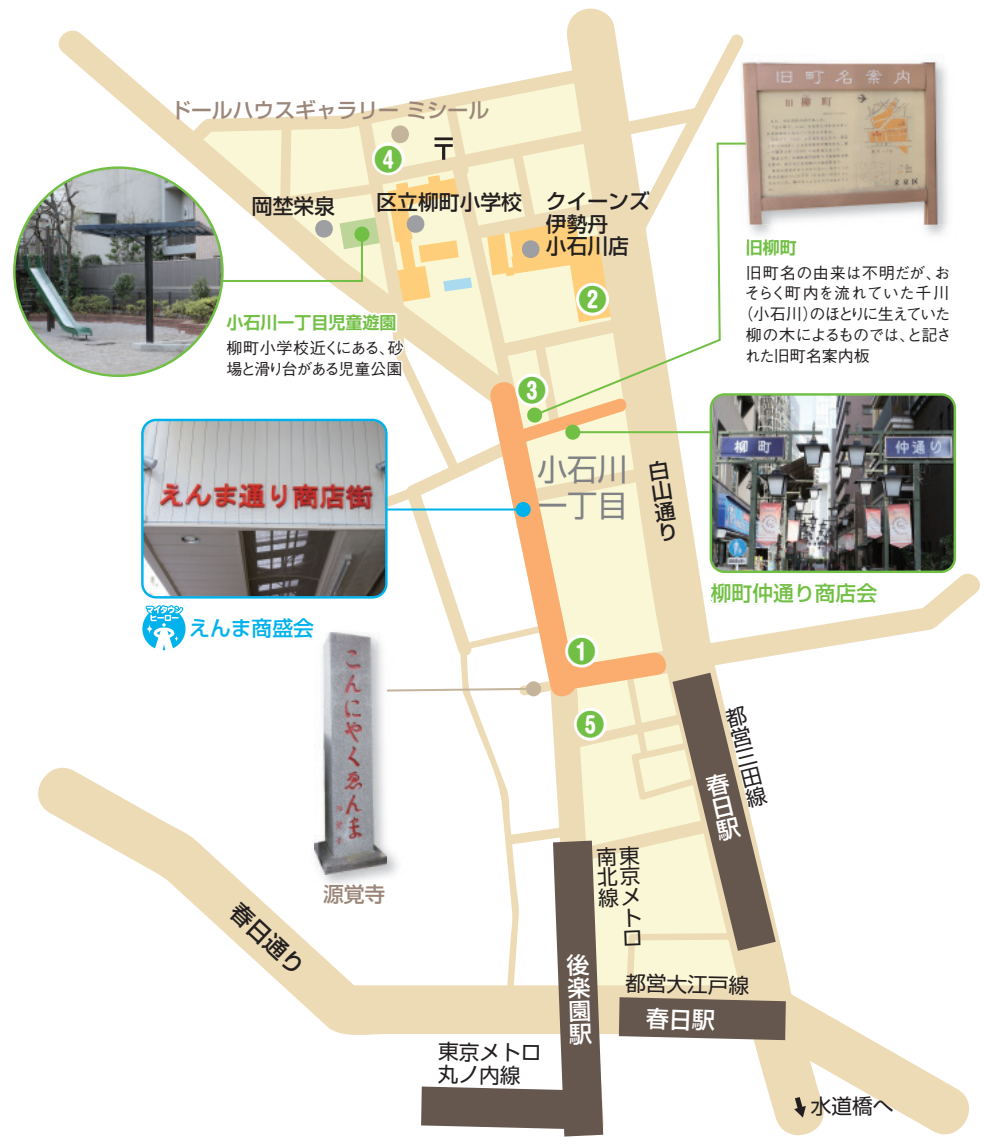 ドールハウスギャラリー ミシール
〒
4
岡埜栄泉
区立柳町小学校
クイーンズ
伊勢丹
小石川店
2
旧町名案内
旧 柳 町
文京区
旧柳町
旧町名の由来は不明だが、お
そらく町内を流れていた千川
（小石川）のほとりに生えていた
柳の木によるものでは、と記さ
れた旧町名案内板
小石川一丁目児童遊園
柳町小学校近くにある、砂
場と滑り台がある児童公園
3
えんま通り商店街
マイタウン
ヒーロー
えんま商盛会
小石川
一丁目
白山通り
柳町
仲通り
柳町仲通り商店会
1
こんにやくゑんま
源覚寺
5
都営三田線
春日駅
東京メトロ
南北線
春日通り
後楽園駅
都営大江戸線
春日駅
東京メトロ
丸ノ内線
水道橋へ